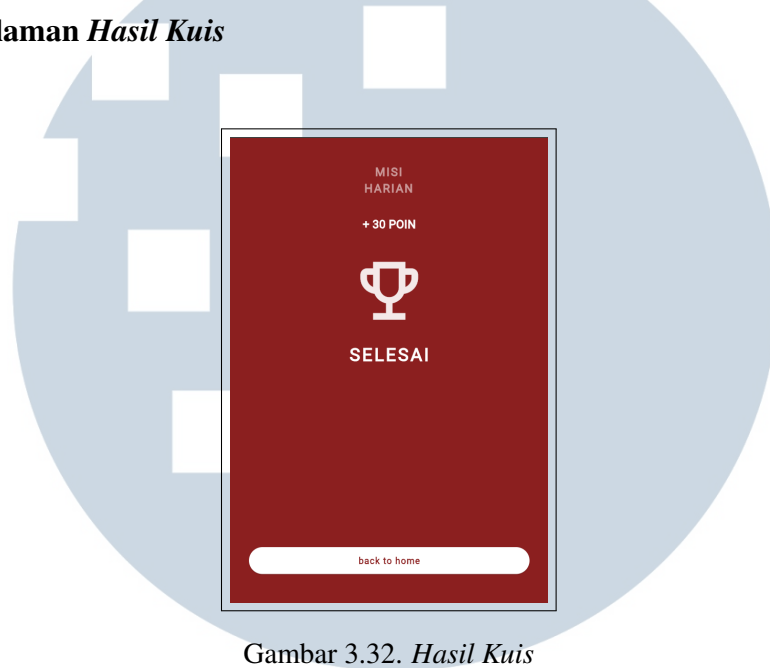 laman Hasil Kuis
MISI
HARIAN
+ 30 POIN
SELESAI
back to home
Gambar 3.32. Hasil Kuis